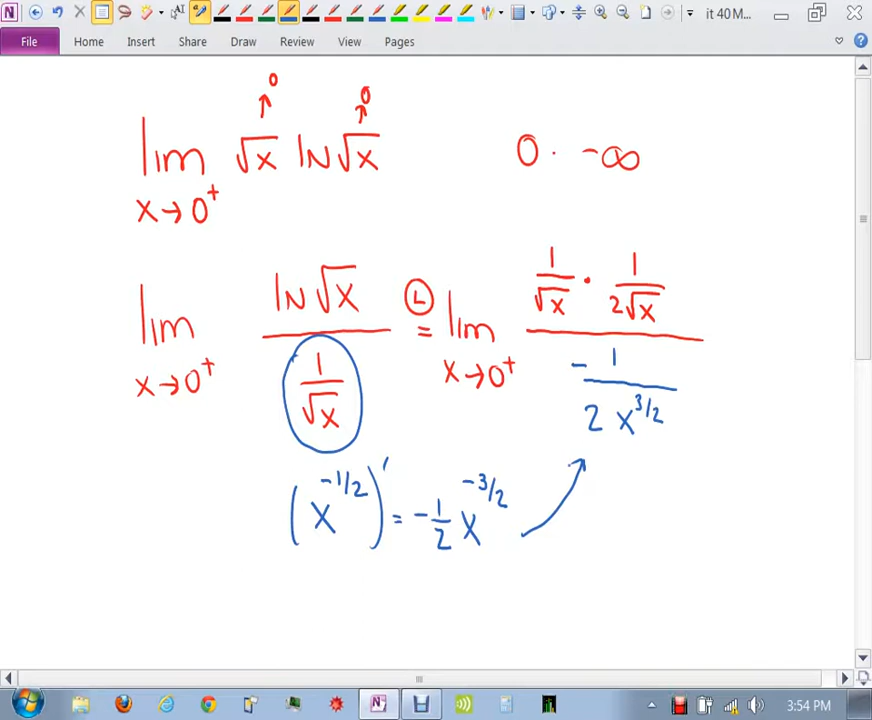 it 40 M...
File Home Insert Share Draw Review View Pages
0 0
lim √x ln √x 0 · -∞
x→0⁺
lim ln √x / (1/√x) Ⓛ= lim (1/√x · 1/(2√x)) / (-1/(2 x^(3/2)))
x→0⁺ x→0⁺
(x^(-1/2))' = -1/2 x^(-3/2)
3:54 PM